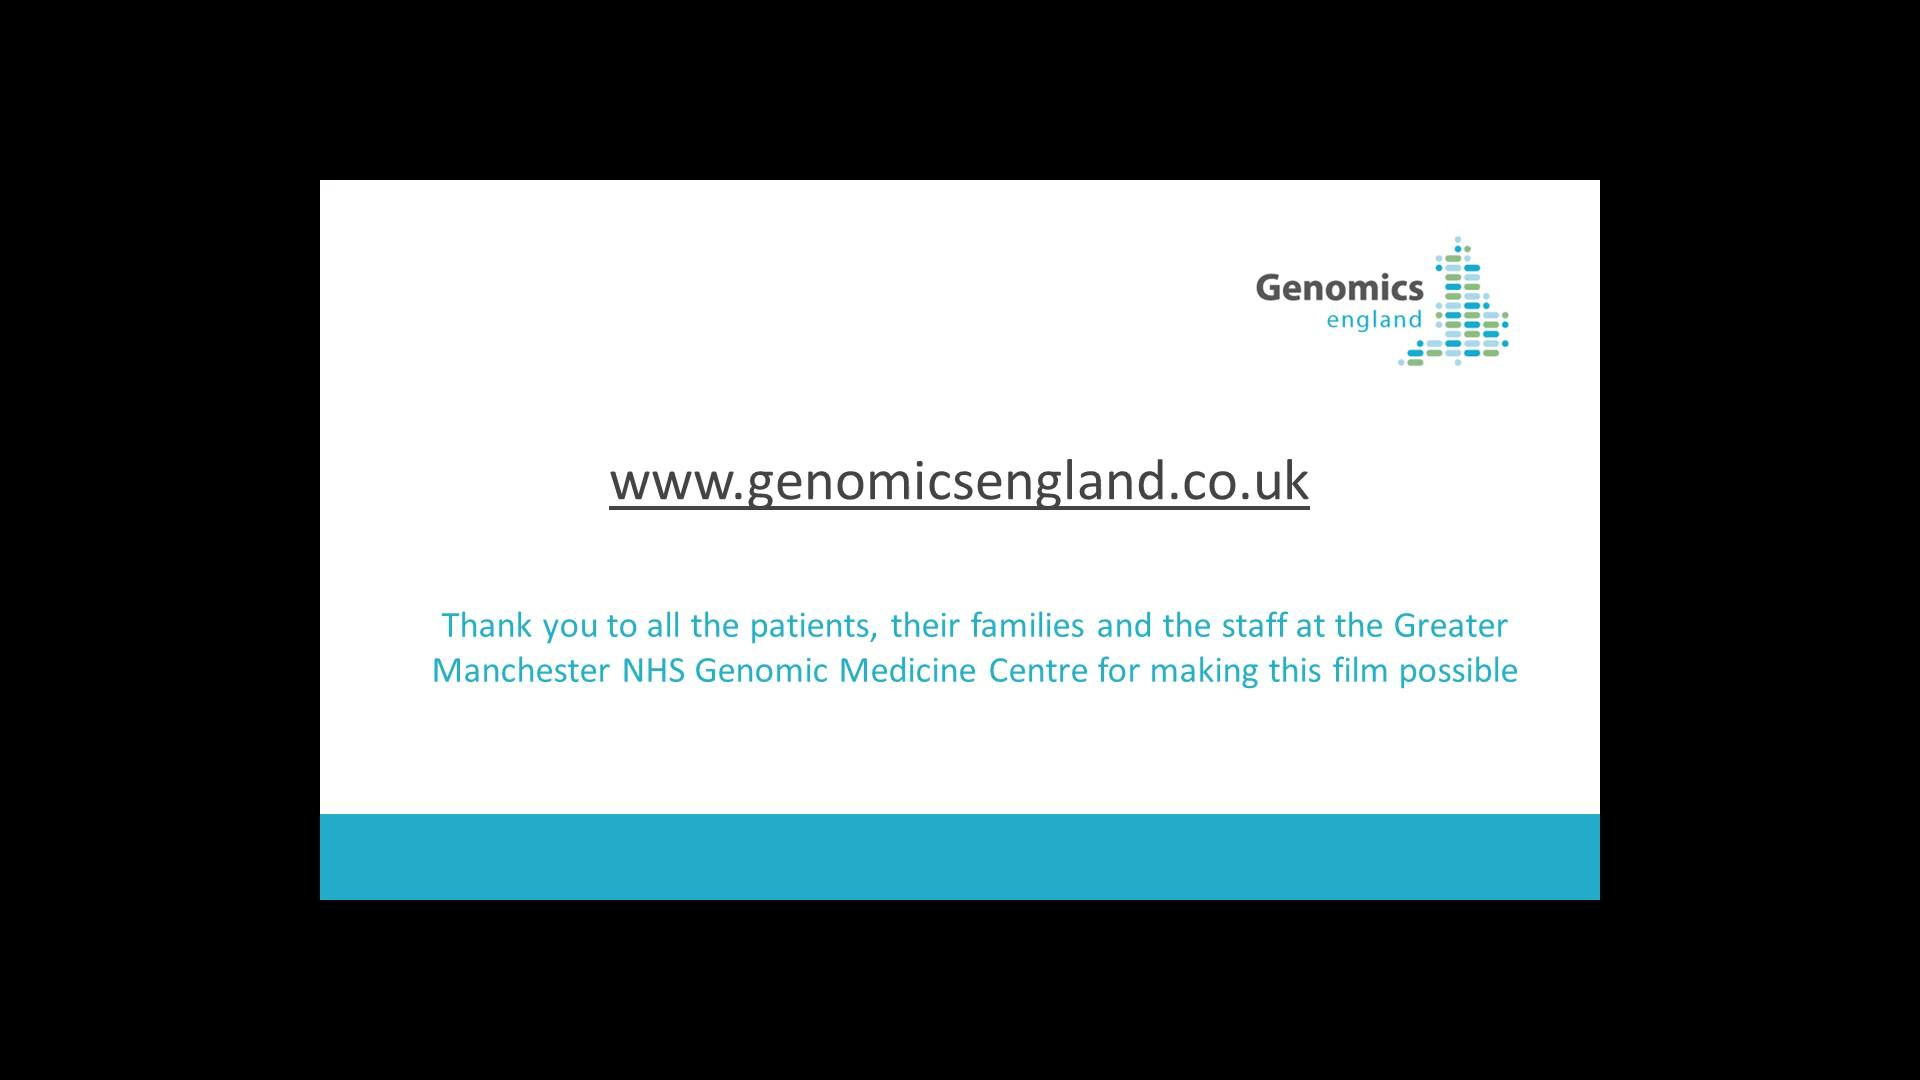 Genomics
england
www.genomicsengland.co.uk
Thank you to all the patients, their families and the staff at the Greater
Manchester NHS Genomic Medicine Centre for making this film possible